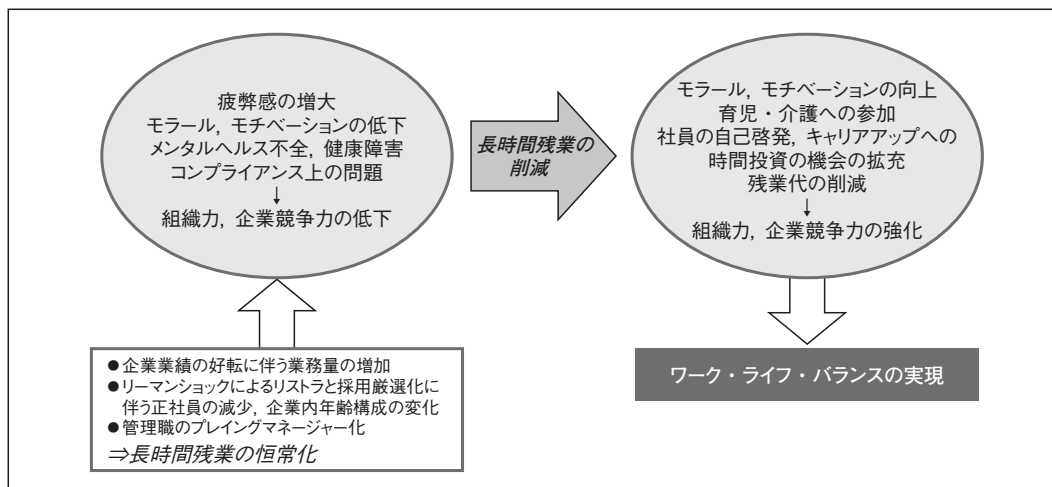 疲弊感の増大
モラール，モチベーションの低下
メンタルヘルス不全，健康障害
コンプライアンス上の問題
↓
組織力，企業競争力の低下
●企業業績の好転に伴う業務量の増加
●リーマンショックによるリストラと採用厳選化に
伴う正社員の減少，企業内年齢構成の変化
●管理職のプレイングマネージャー化
⇒長時間残業の恒常化
長時間残業の
削減
モラール，モチベーションの向上
育児・介護への参加
社員の自己啓発，キャリアアップへの
時間投資の機会の拡充
残業代の削減
↓
組織力，企業競争力の強化
ワーク・ライフ・バランスの実現